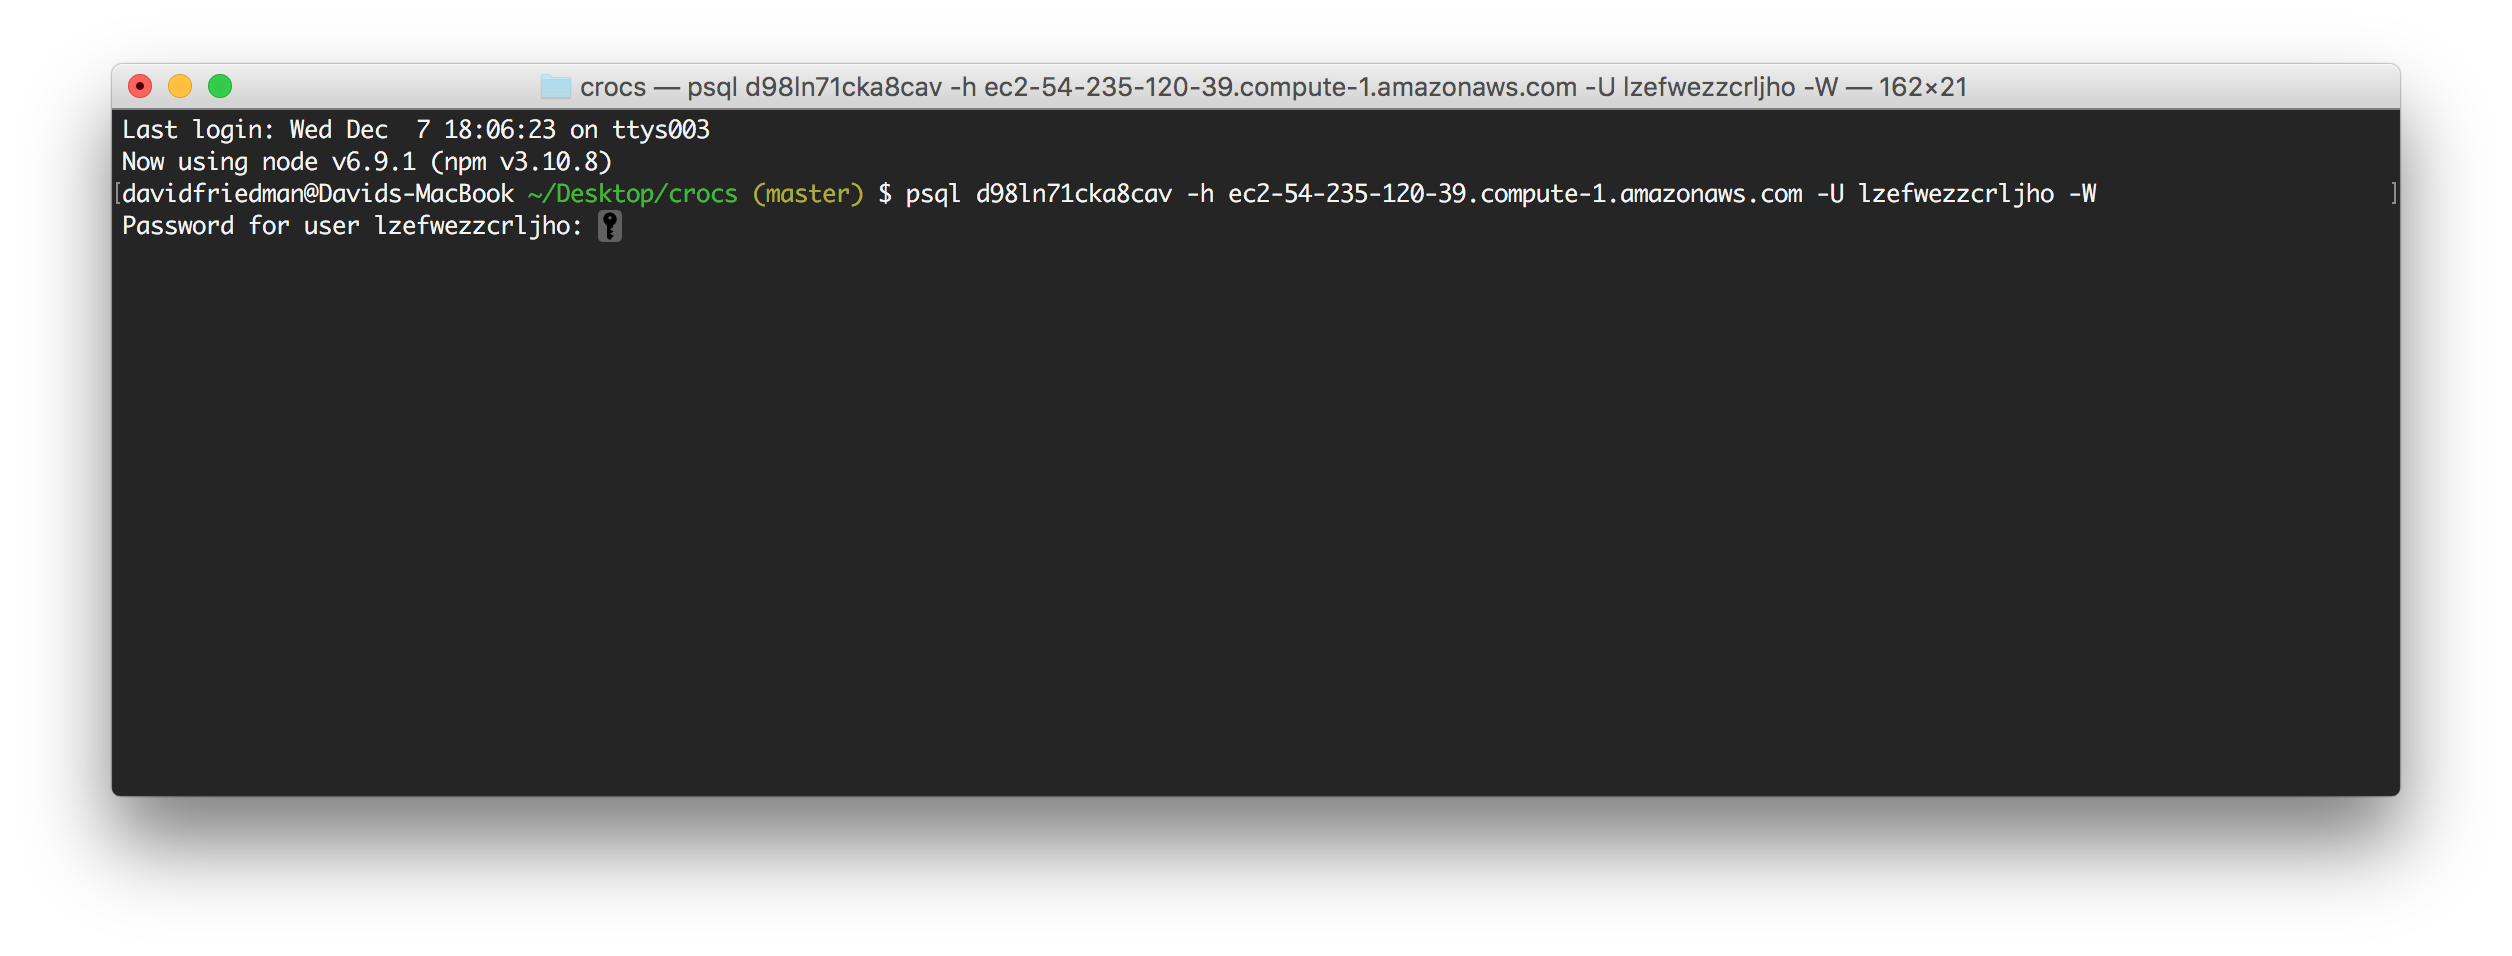 crocs — psql d98ln71cka8cav -h ec2-54-235-120-39.compute-1.amazonaws.com -U lzefwezzcrljho -W — 162×21
Last login: Wed Dec  7 18:06:23 on ttys003
Now using node v6.9.1 (npm v3.10.8)
[davidfriedman@Davids-MacBook ~/Desktop/crocs (master) $ psql d98ln71cka8cav -h ec2-54-235-120-39.compute-1.amazonaws.com -U lzefwezzcrljho -W ]
Password for user lzefwezzcrljho: